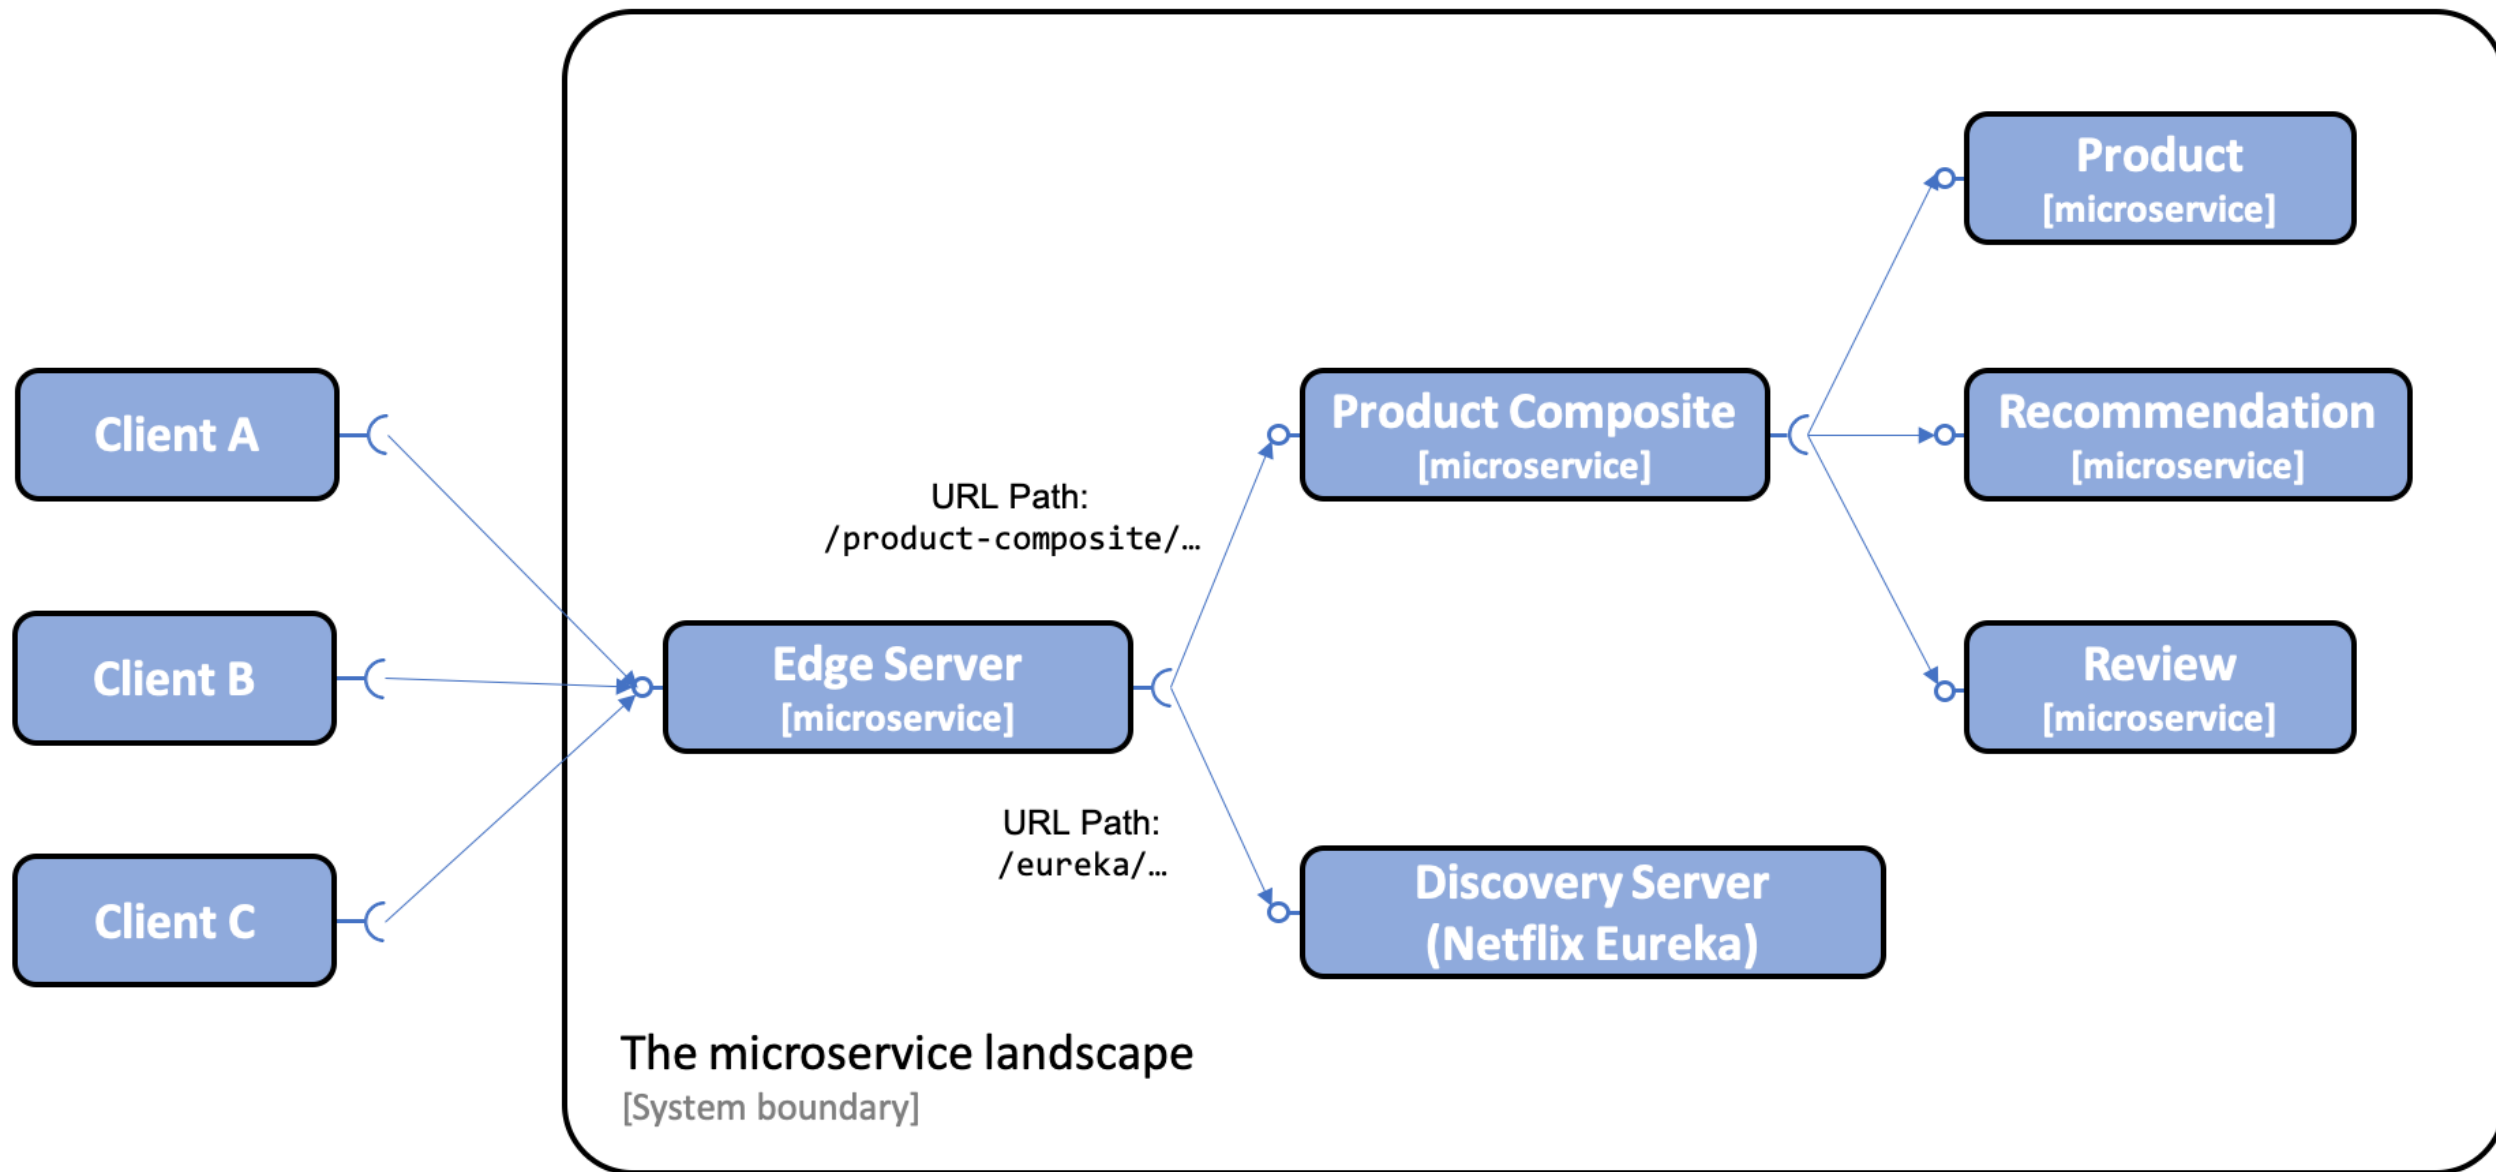 Product
[microservice]
Client A
Product Composite
[microservice]
Recommendation
[microservice]
URL Path:
/product-composite/…
Client B
Edge Server
[microservice]
Review
[microservice]
URL Path:
/eureka/…
Client C
Discovery Server
(Netflix Eureka)
The microservice landscape
[System boundary]